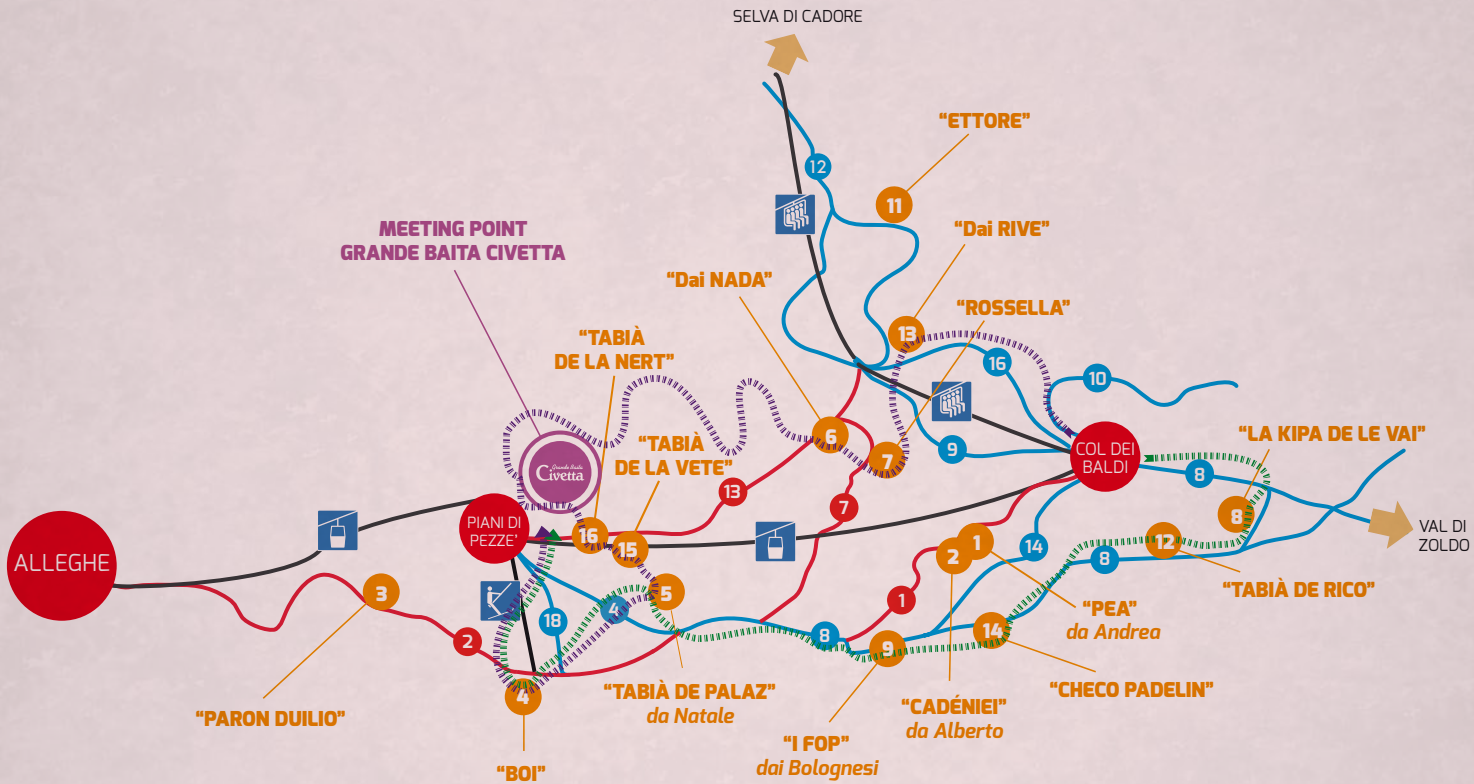 SELVA DI CADORE
“ETTORE”
12
11
MEETING POINT
GRANDE BAITA CIVETTA
“Dai RIVE”
“Dai NADA”
“ROSSELLA”
13
“TABIÀ
DE LA NERT”
16
10
6
“TABIÀ
DE LA VETE”
7
9
COL DEI
BALDI
“LA KIPA DE LE VAI”
Grande Baita
Civetta
8
13
7
8
PIANI DI
PEZZE'
16
15
2
1
14
12
8
VAL DI
ZOLDO
ALLEGHE
3
5
4
18
1
“TABIÀ DE RICO”
2
8
9
14
“PEA”
da Andrea
4
“PARON DUILIO”
“TABIÀ DE PALAZ”
da Natale
“CADÉNIEI”
da Alberto
“CHECO PADELIN”
“I FOP”
dai Bolognesi
“BOI”